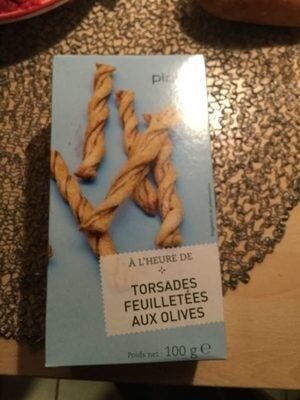 À L'HEURE DE
TORSADES
FEUILLETÉES
AUX OLIVES
Poids net : 100 g e